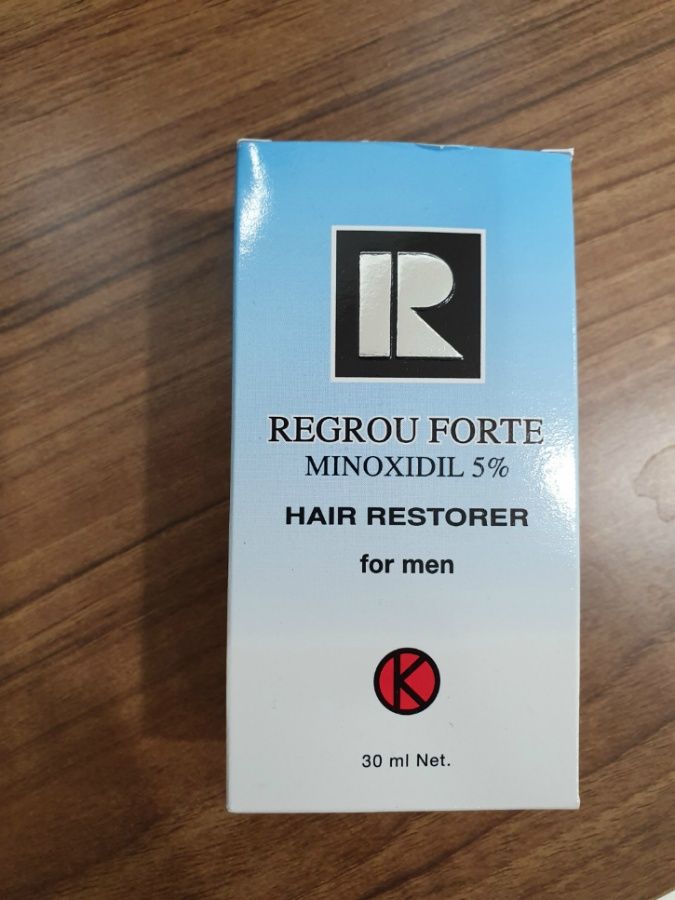 R
REGROU FORTE
MINOXIDIL 5%
HAIR RESTORER
for men
K
30 ml Net.